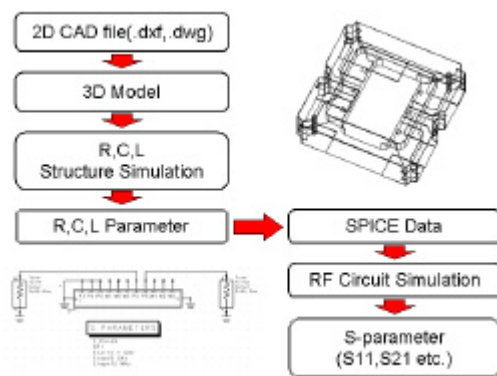 2D CAD file(.dxf,.dwg)
3D Model
R,C,L
Structure Simulation
R,C,L Parameter
SPICE Data
RF Circuit Simulation
S-parameter
(S11,S21 etc.)
S PARAMETERS